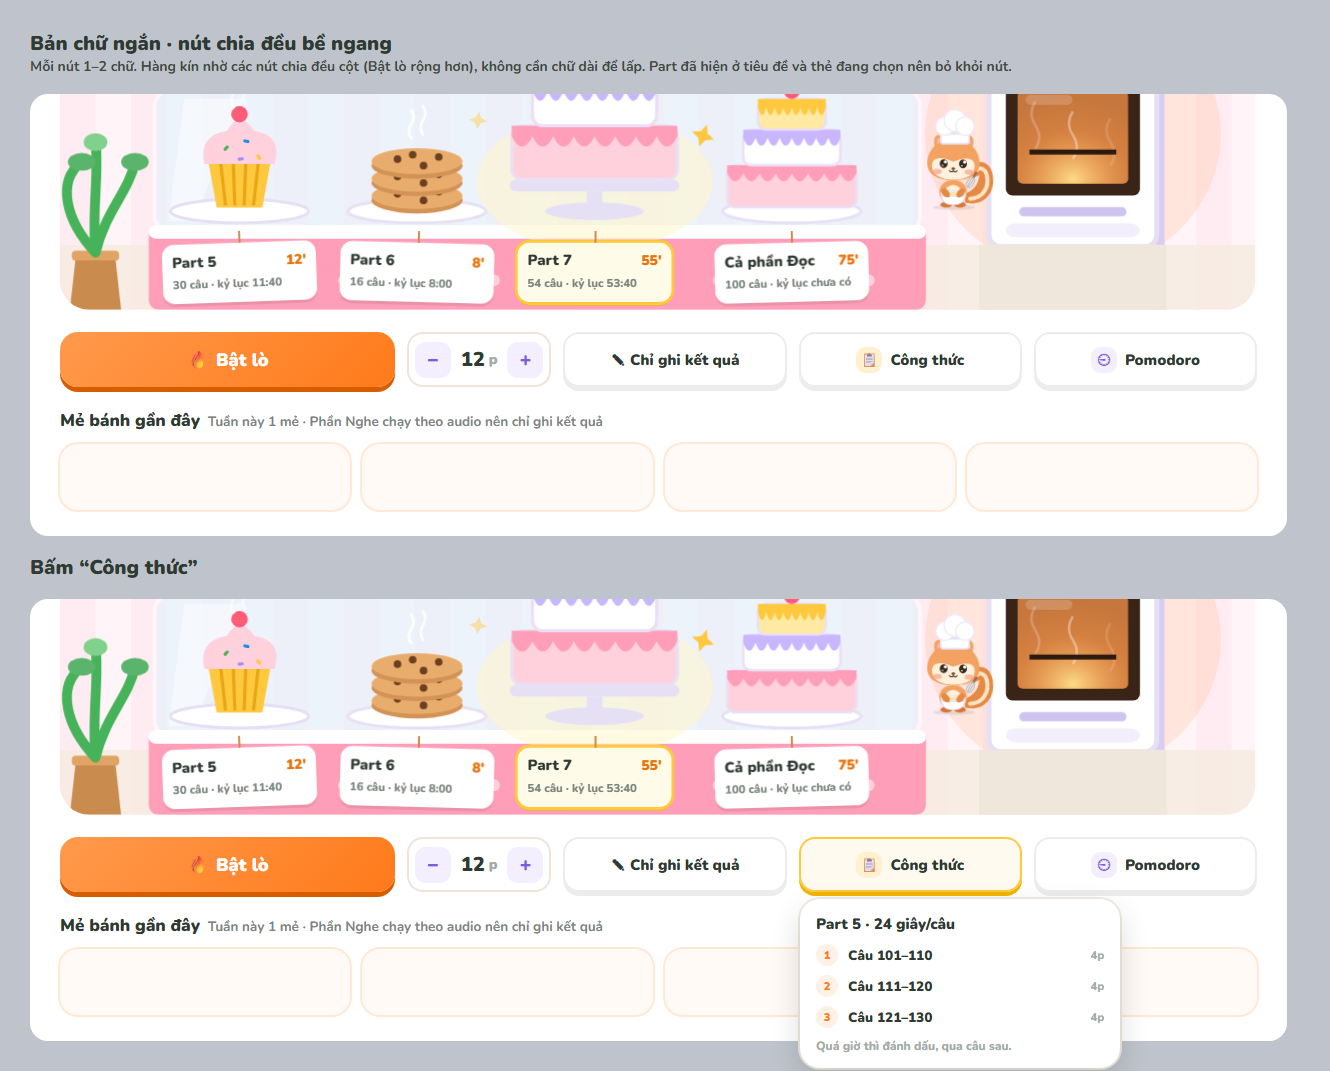 Bản chữ ngắn · nút chia đều bề ngang
Mỗi nút 1–2 chữ. Hàng kín nhờ các nút chia đều cột (Bật lò rộng hơn), không cần chữ dài để lấp. Part đã hiện ở tiêu đề và thẻ đang chọn nên bỏ khỏi nút.
Part 5 12'
30 câu · kỷ lục 11:40
Part 6 8'
16 câu · kỷ lục 8:00
Part 7 55'
54 câu · kỷ lục 53:40
Cả phần Đọc 75'
100 câu · kỷ lục chưa có
Bật lò
− 12 p +
Chỉ ghi kết quả
Công thức
Pomodoro
Mẻ bánh gần đây Tuần này 1 mẻ · Phần Nghe chạy theo audio nên chỉ ghi kết quả
Bấm “Công thức”
Part 5 12'
30 câu · kỷ lục 11:40
Part 6 8'
16 câu · kỷ lục 8:00
Part 7 55'
54 câu · kỷ lục 53:40
Cả phần Đọc 75'
100 câu · kỷ lục chưa có
Bật lò
− 12 p +
Chỉ ghi kết quả
Công thức
Pomodoro
Mẻ bánh gần đây Tuần này 1 mẻ · Phần Nghe chạy theo audio nên chỉ ghi kết quả
Part 5 · 24 giây/câu
1 Câu 101–110 4p
2 Câu 111–120 4p
3 Câu 121–130 4p
Quá giờ thì đánh dấu, qua câu sau.